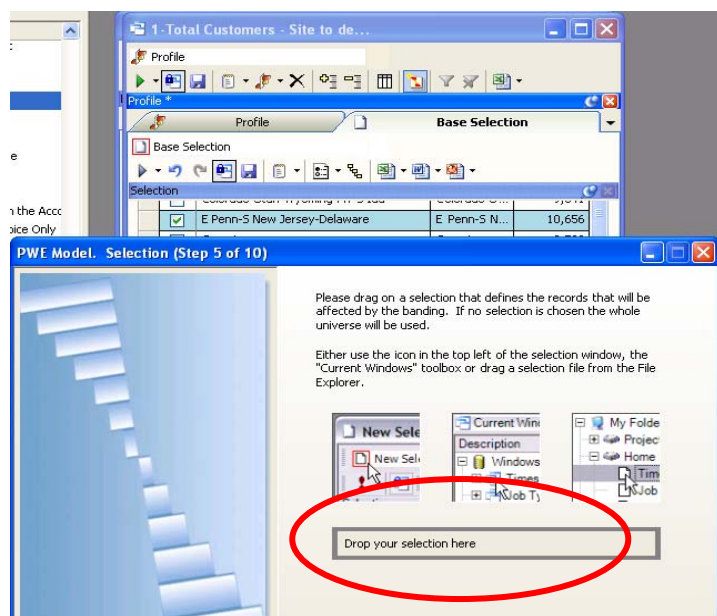 1-Total Customers - Site to de...
Profile
Profile *
Profile
Base Selection
Base Selection
Selection
E Penn-S New Jersey-Delaware
E Penn-S N...
10,656
e
n the Acco
oice Only
PWE Model. Selection (Step 5 of 10)
Please drag on a selection that defines the records that will be
affected by the banding. If no selection is chosen the whole
universe will be used.
Either use the icon in the top left of the selection window, the
"Current Windows" toolbox or drag a selection file from the File
Explorer.
New Sele
New Sel
Current Wind
Description
Windows
Times
Job Ty
My Folde
Projec
Home
Tim
Job
Drop your selection here